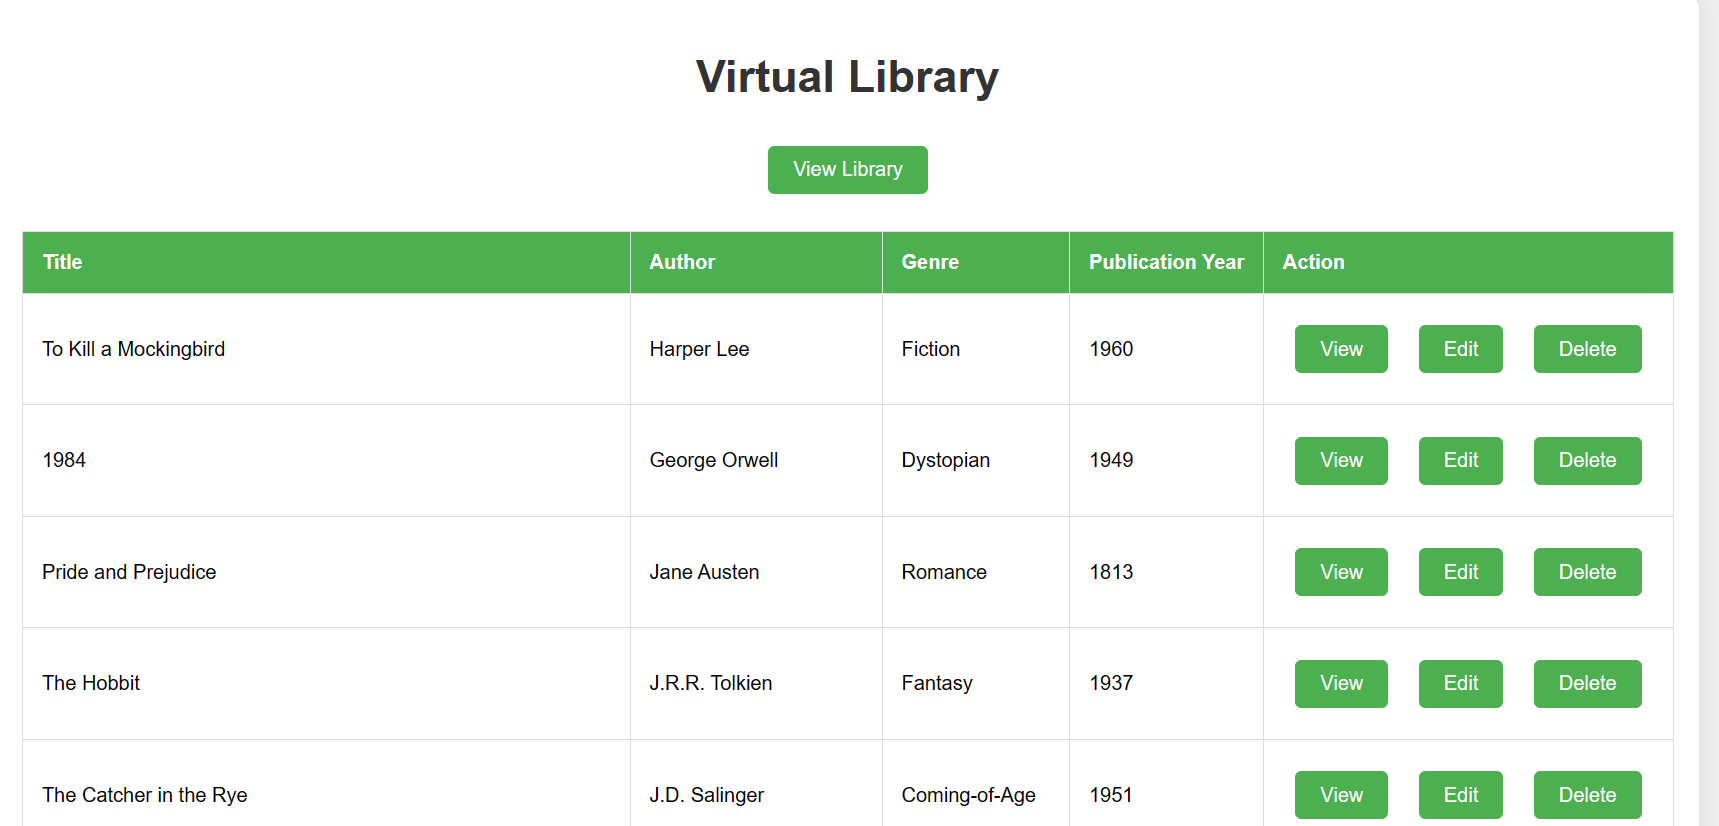 Virtual Library
View Library
Title Author Genre Publication Year Action
To Kill a Mockingbird Harper Lee Fiction 1960 View Edit Delete
1984 George Orwell Dystopian 1949 View Edit Delete
Pride and Prejudice Jane Austen Romance 1813 View Edit Delete
The Hobbit J.R.R. Tolkien Fantasy 1937 View Edit Delete
The Catcher in the Rye J.D. Salinger Coming-of-Age 1951 View Edit Delete